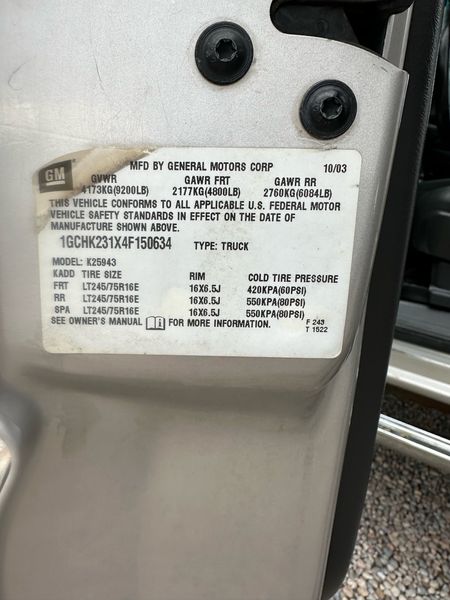 GM
MFD BY GENERAL MOTORS CORP 10/03
GVWR GAWR FRT GAWR RR
4173KG(9200LB) 2177KG(4800LB) 2760KG(6084LB)
THIS VEHICLE CONFORMS TO ALL APPLICABLE U.S. FEDERAL MOTOR
VEHICLE SAFETY STANDARDS IN EFFECT ON THE DATE OF
MANUFACTURE SHOWN ABOVE.
1GCHK231X4F150634 TYPE: TRUCK
MODEL: K25943
KADD TIRE SIZE RIM COLD TIRE PRESSURE
FRT LT245/75R16E 16X6.5J 420KPA(60PSI)
RR LT245/75R16E 16X6.5J 550KPA(80PSI)
SPA LT245/75R16E 16X6.5J 550KPA(80PSI)
SEE OWNER'S MANUAL FOR MORE INFORMATION. F 243
T 1522